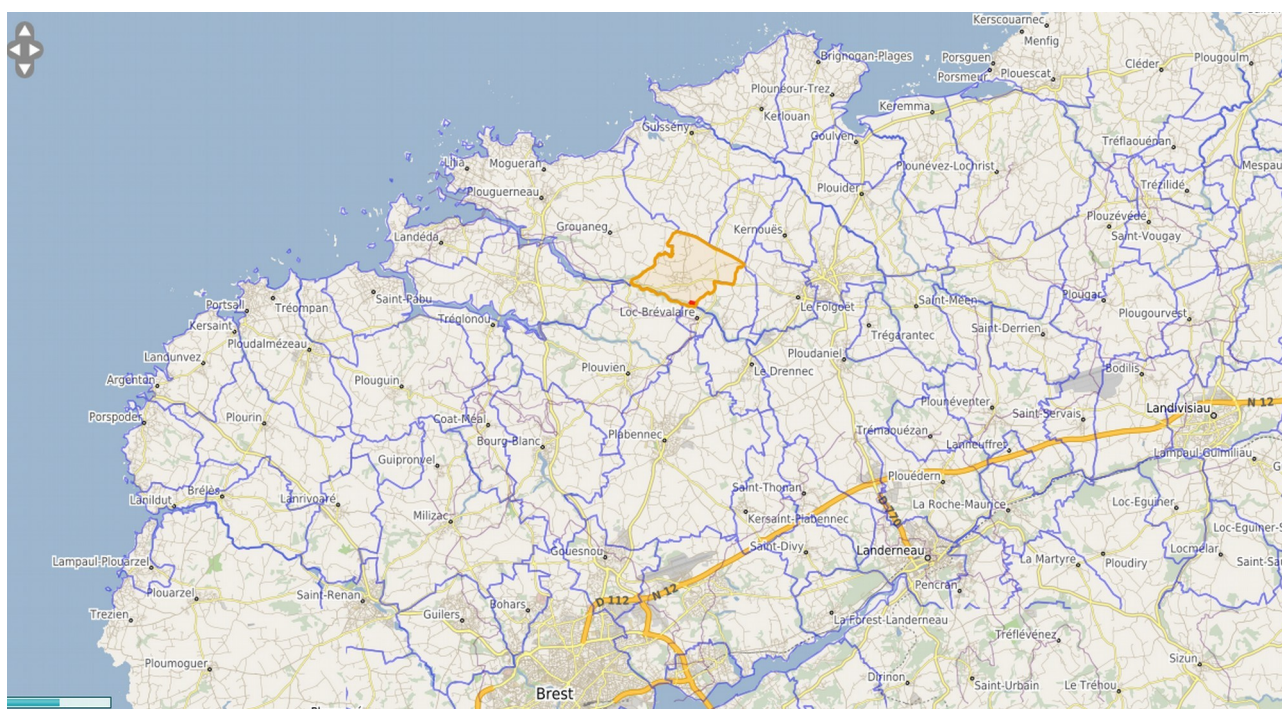 Kerscouarnec
Menfig
Brignogan-Plages
Porsguen
Cléder
Plougoulm
Porsmeur
Plouescat
Plounéour-Trez
Keremma
Kerlouan
Guissény
Goulven
Tréflaouénan
Lilia
Mogueran
Plounévez-Lochrist
Mespau
Plouguerneau
Plouider
Trézilidé
Plouzévédé
Grouaneg
Kernouës
Landéda
Saint-Vougay
Portsall
Tréompan
Saint-Pabu
Le Folgoët
Saint-Méen
Plougar
Kersaint
Tréglonou
Loc-Brévalaire
Plougourvest
Ploudalmézeau
Trégarantec
Saint-Derrien
Landunvez
Plouvien
Ploudaniel
Le Drennec
Bodilis
Argenton
Plouguin
Plounéventer
Landivisiau
N 12
Porspoder
Plourin
Coat-Méal
Saint-Servais
Plabennec
Trémaouézan
Bourg-Blanc
Lanneuffret
Lampaul-Guimiliau
Guipronvel
Plouédern
Saint-Thonan
Brélès
Lanildut
Lanrivoaré
La Roche-Maurice
Loc-Eguiner
D 770
Milizac
Kersaint-Plabennec
Loc-Eguiner-S
Gouesnou
Saint-Divy
Landerneau
Locmelar
Lampaul-Plouarzel
La Martyre
Ploudiry
Saint-Sa
Pencran
Plouarzel
Saint-Renan
N 12
D 112
Bohars
Trezien
Guilers
La Forest-Landerneau
Tréflévénez
Ploumoguer
Sizun
Dirinon
Saint-Urbain
Le Tréhou
Brest